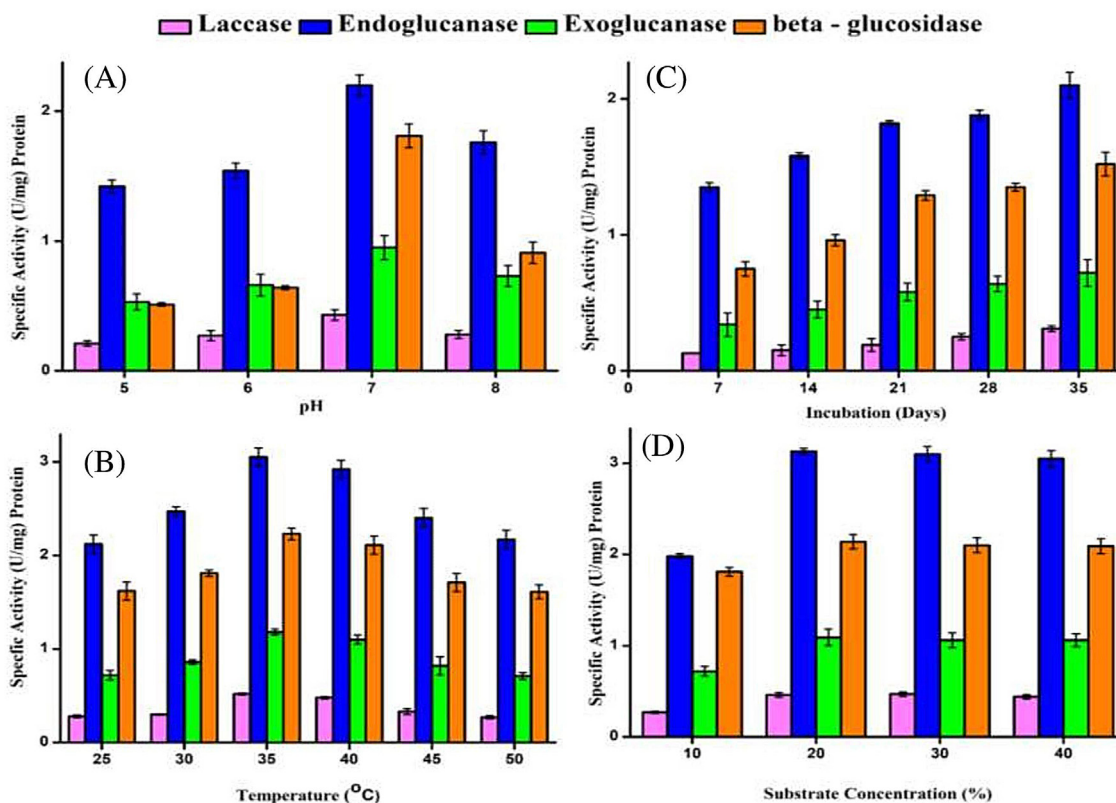 Laccase Endoglucanase Exoglucanase beta - glucosidase
(A)
Specific Activity (U/mg) Protein
2
1
0
5 6 7 8
pH
(C)
Specific Activity (U/mg) Protein
2
1
0
0 7 14 21 28 35
Incubation (Days)
(B)
Specfic Activity (U/mg) Protein
3
2
1
0
25 30 35 40 45 50
Temperature (OC)
(D)
Specific Activity (U/mg) Protein
3
2
1
0
10 20 30 40
Substrate Concentration (%)